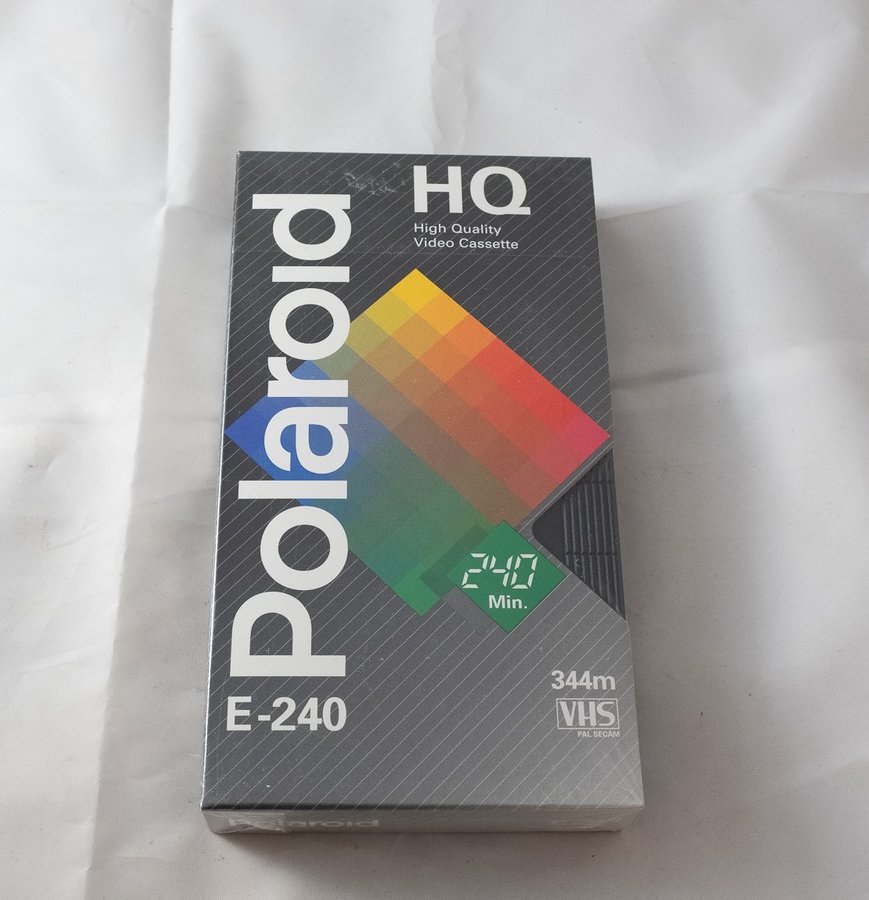 HQ
High Quality
Video Cassette
Polaroid
240
Min.
E-240
344m
VHS
PAL SECAM
Polaroid